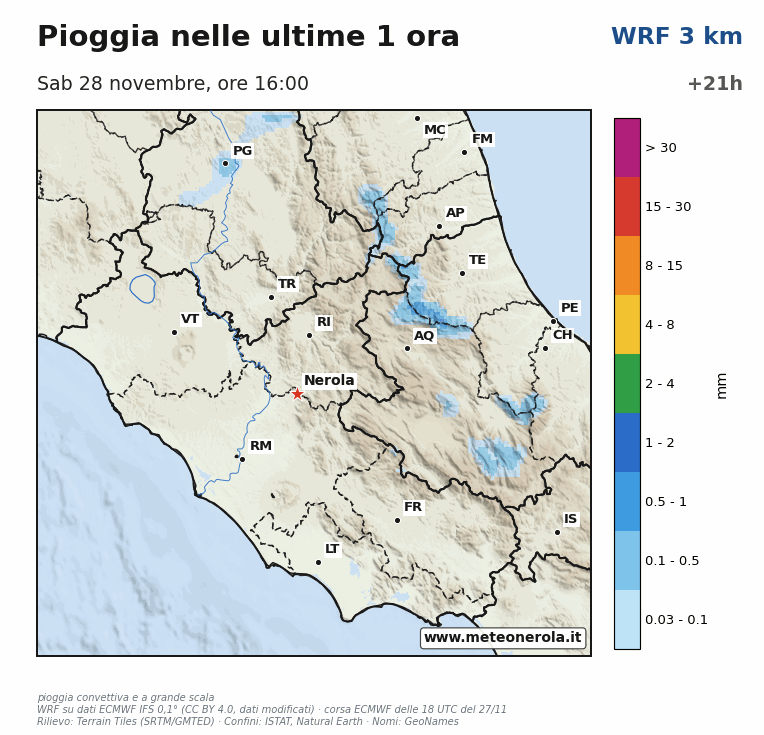 Pioggia nelle ultime 1 ora
WRF 3 km
Sab 28 novembre, ore 16:00
+21h
MC
FM
PG
AP
TE
TR
PE
VT
RI
AQ
CH
Nerola
RM
FR
IS
LT
www.meteonerola.it
> 30
15 - 30
8 - 15
4 - 8
2 - 4
1 - 2
0.5 - 1
0.1 - 0.5
0.03 - 0.1
mm
pioggia convettiva e a grande scala
WRF su dati ECMWF IFS 0,1° (CC BY 4.0, dati modificati) · corsa ECMWF delle 18 UTC del 27/11
Rilievo: Terrain Tiles (SRTM/GMTED) · Confini: ISTAT, Natural Earth · Nomi: GeoNames